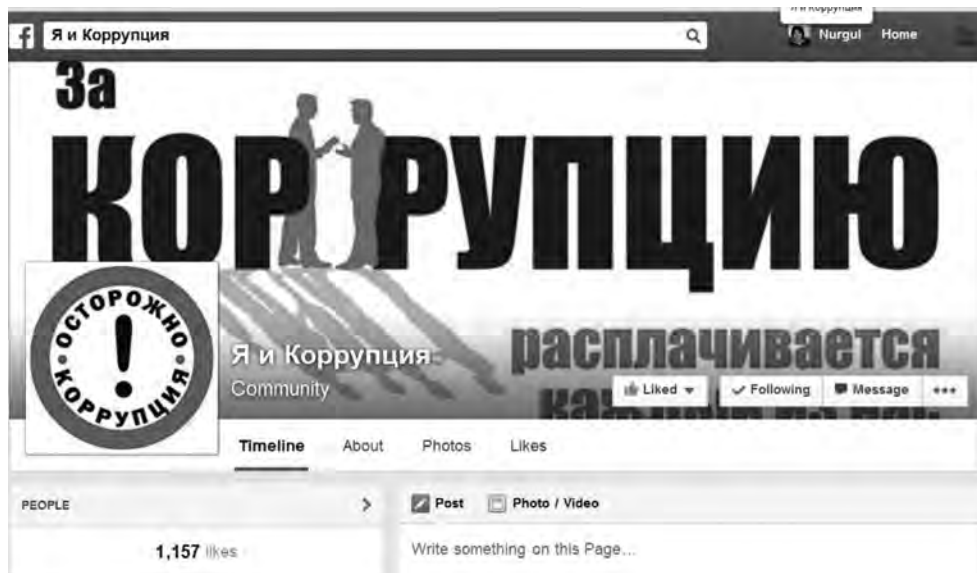 Я и Коррупция
f Я и Коррупция Nurgul Home
За
КОРРУПЦИЮ
расплачивается
ОСТОРОЖНО
КОРРУПЦИЯ
Я и Коррупция
Community
Liked Following Message
Timeline About Photos Likes
PEOPLE
Post Photo / Video
1,157 likes
Write something on this Page...